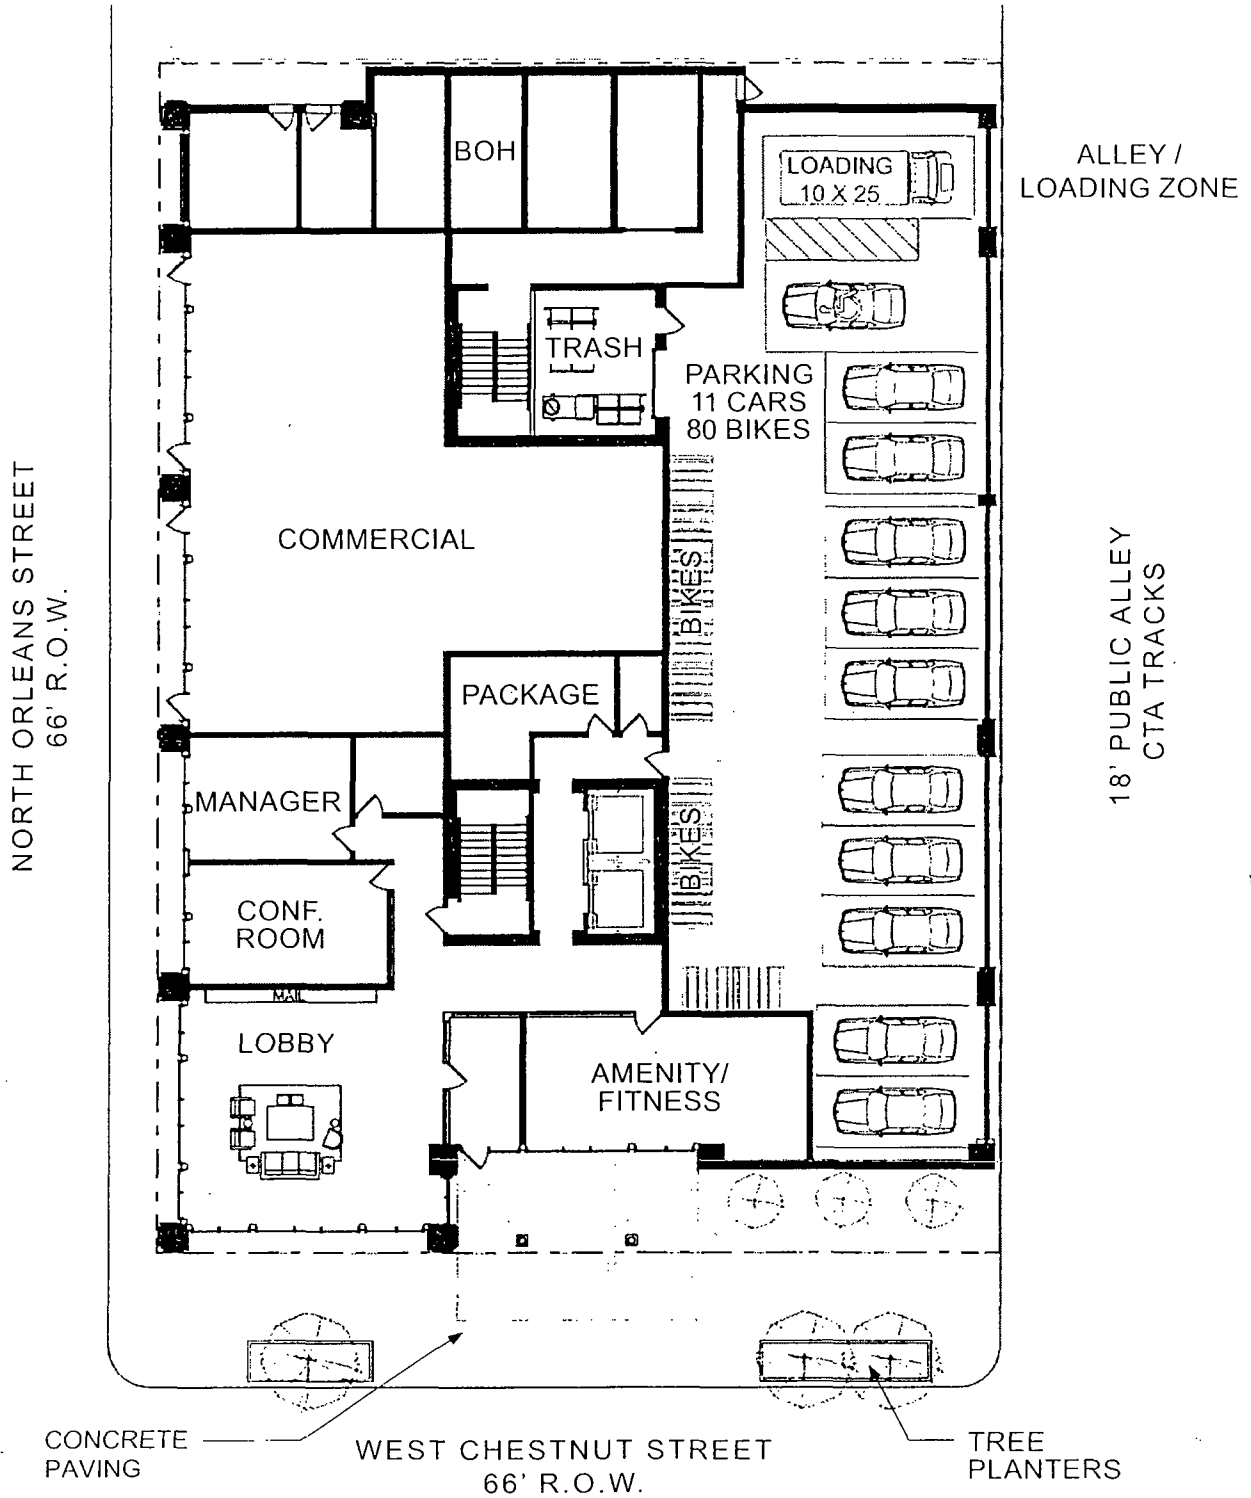 BOH
LOADING
10 X 25
ALLEY /
LOADING ZONE
TRASH
PARKING
11 CARS
80 BIKES
COMMERCIAL
BIKES
NORTH ORLEANS STREET
66' R.O.W.
18' PUBLIC ALLEY
CTA TRACKS
PACKAGE
MANAGER
BIKES
CONF.
ROOM
MAIL
LOBBY
AMENITY/
FITNESS
CONCRETE
PAVING
WEST CHESTNUT STREET
66' R.O.W.
TREE
PLANTERS